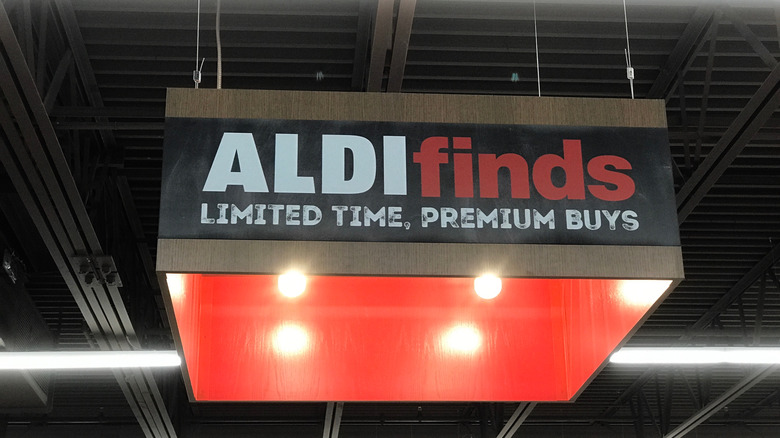 ALDIfinds
LIMITED TIME, PREMIUM BUYS